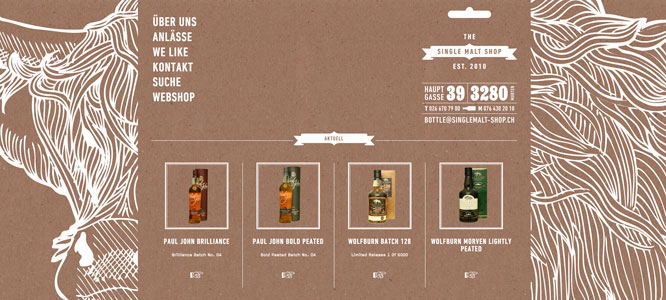 ÜBER UNS
ANLÄSSE
WE LIKE
KONTAKT
SUCHE
WEBSHOP
THE
SINGLE MALT SHOP
EST. 2010
HAUPT
GASSE 39 3280 MURTEN
T 026 670 79 00 M 076 438 20 10
BOTTLE@SINGLEMALT-SHOP.CH
AKTUELL
PAUL JOHN BRILLIANCE
Brilliance Batch No. 04
PAUL JOHN BOLD PEATED
Bold Peated Batch No. 04
WOLFBURN BATCH 128
Limited Release 1 Of 6000
WOLFBURN MORVEN LIGHTLY
PEATED